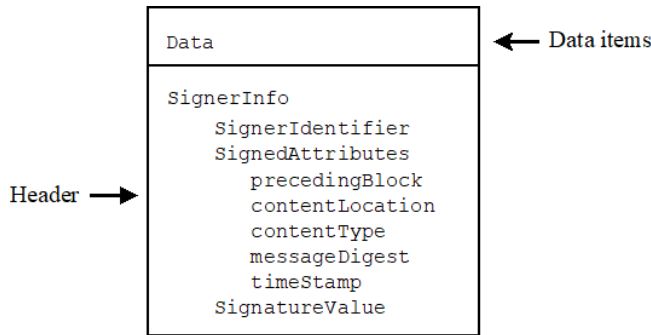 Data
Data items
SignerInfo
SignerIdentifier
SignedAttributes
precedingBlock
Header
contentLocation
contentType
messageDigest
timeStamp
SignatureValue